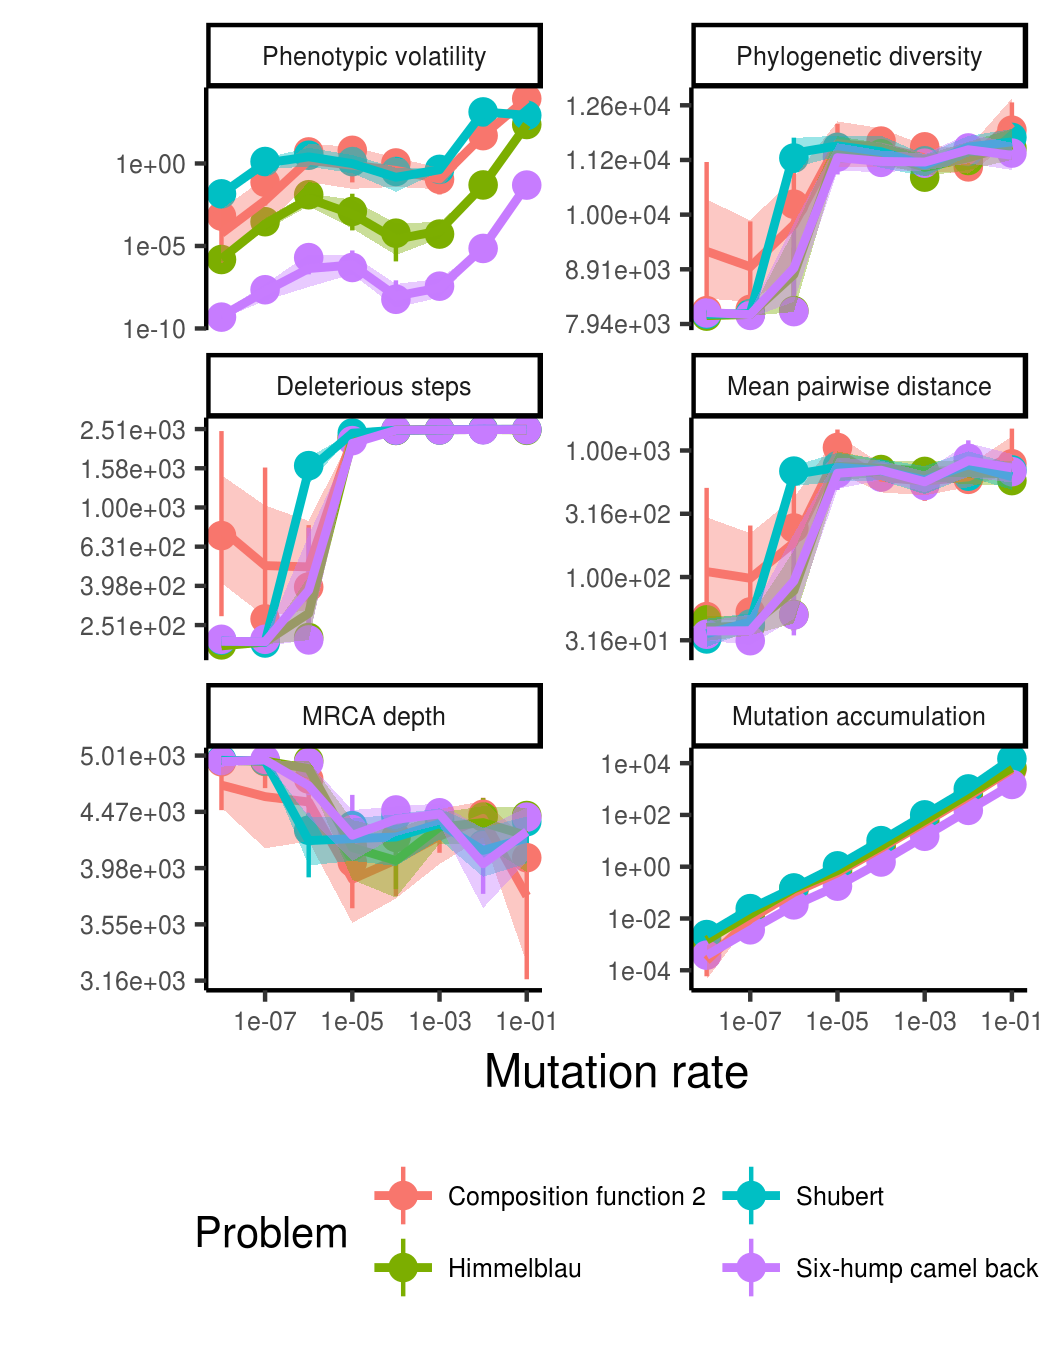 Phenotypic volatility
Phylogenetic diversity
1e+00
1e-05
1e-10
1.26e+04
1.12e+04
1.00e+04
8.91e+03
7.94e+03
Deleterious steps
Mean pairwise distance
2.51e+03
1.58e+03
1.00e+03
6.31e+02
3.98e+02
2.51e+02
1.00e+03
3.16e+02
1.00e+02
3.16e+01
MRCA depth
Mutation accumulation
5.01e+03
4.47e+03
3.98e+03
3.55e+03
3.16e+03
1e+04
1e+02
1e+00
1e-02
1e-04
1e-07 1e-05 1e-03 1e-01
1e-07 1e-05 1e-03 1e-01
Mutation rate
Problem
Composition function 2
Shubert
Himmelblau
Six-hump camel back